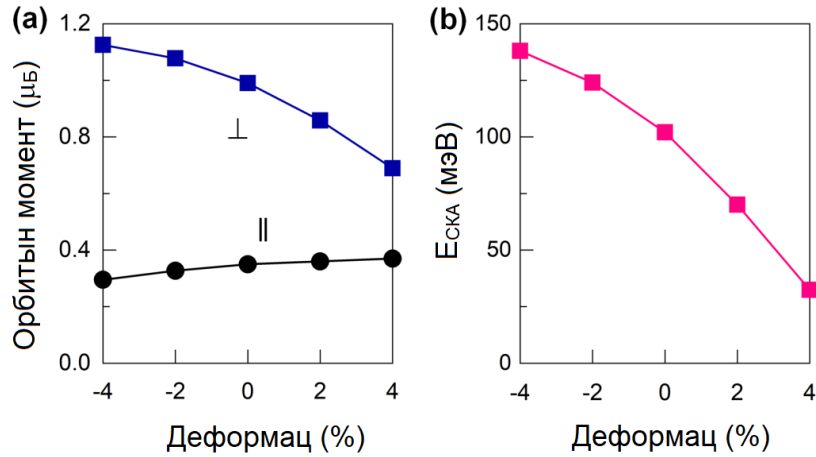 (a)
Орбитын момент (μБ)
1.2
0.8
0.4
0.0
⊥
||
-4 -2 0 2 4
Деформац (%)
(b)
EСКА (мэВ)
150
100
50
0
-4 -2 0 2 4
Деформац (%)